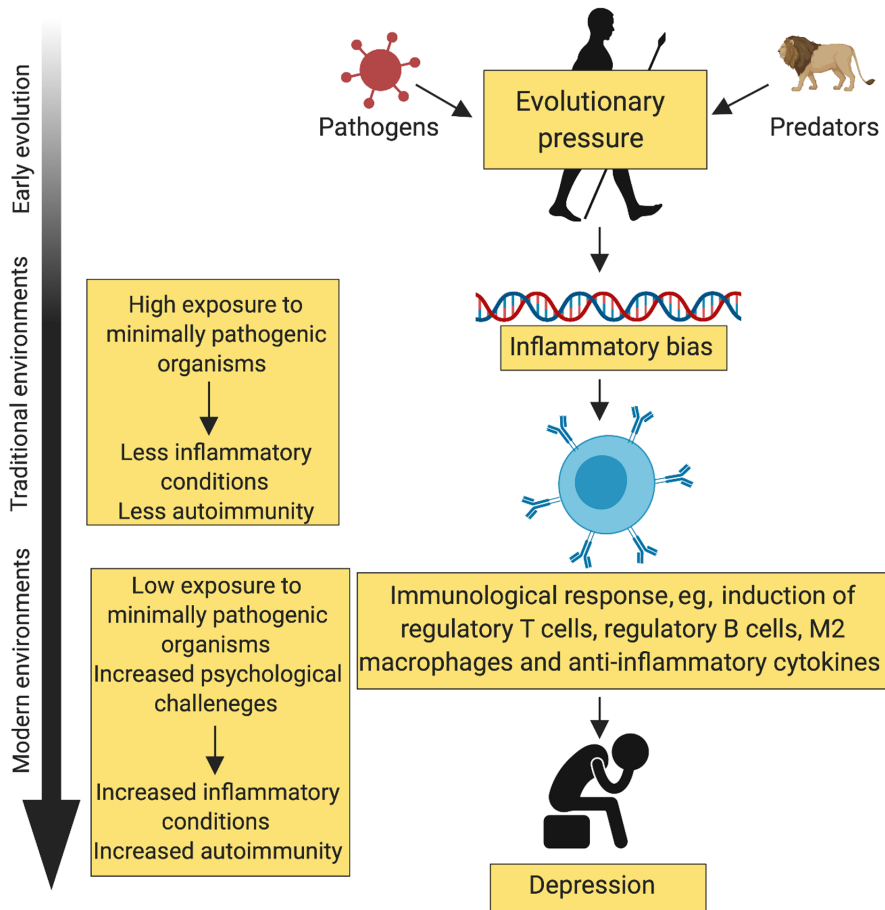 Early evolution
Traditional environments
Modern environments
Pathogens
Evolutionary
pressure
Predators
Inflammatory bias
High exposure to
minimally pathogenic
organisms
Less inflammatory
conditions
Less autoimmunity
Low exposure to
minimally pathogenic
organisms
Increased psychological
challeneges
Increased inflammatory
conditions
Increased autoimmunity
Immunological response, eg, induction of
regulatory T cells, regulatory B cells, M2
macrophages and anti-inflammatory cytokines
Depression